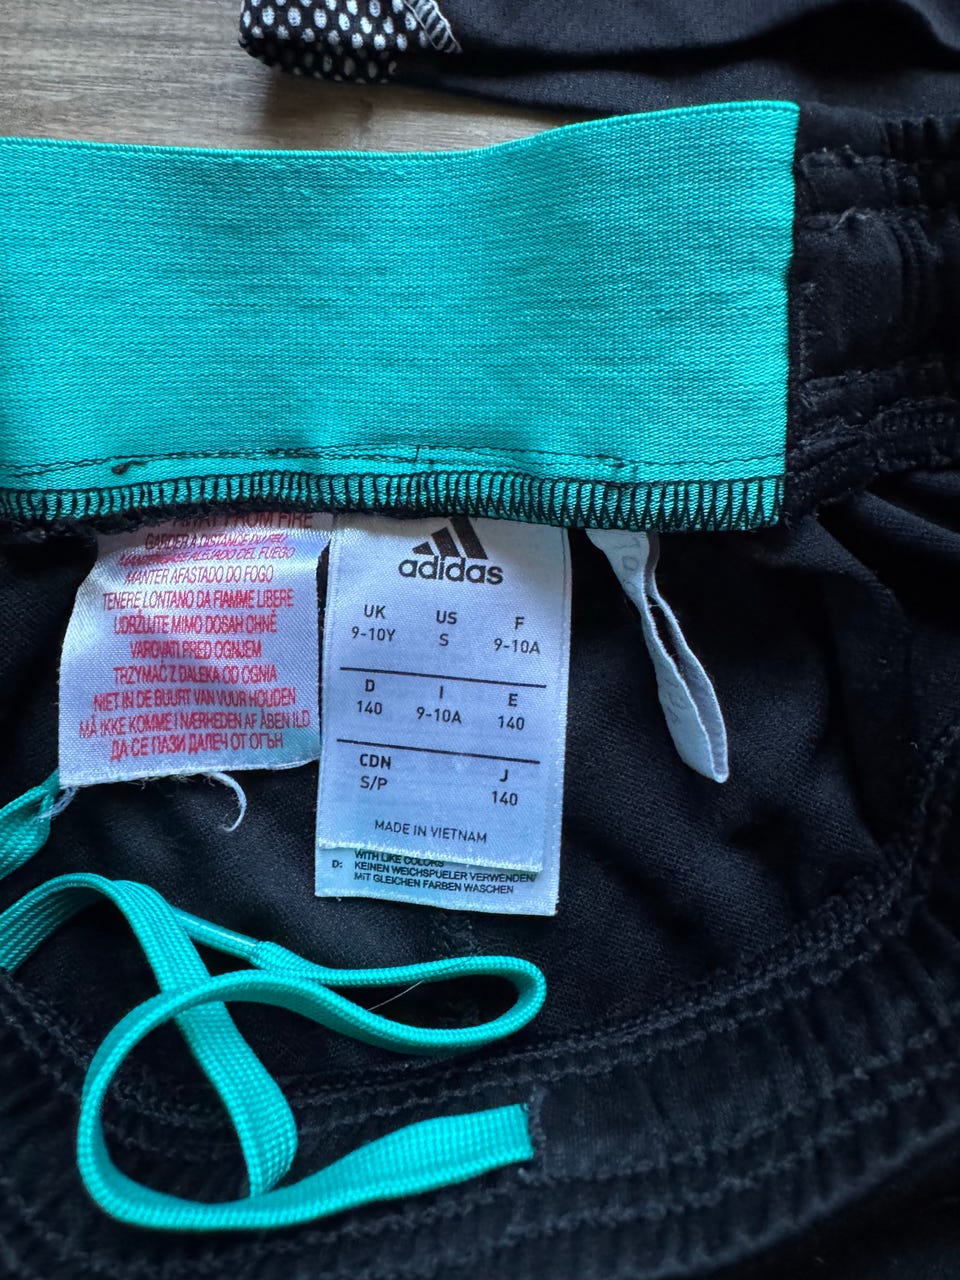 AWAY FROM FIRE
GARDER A DISTANCE DU FEU
ALEJADO DEL FUEGO
MANTER AFASTADO DO FOGO
TENERE LONTANO DA FIAMME LIBERE
UDRŽUJTE MIMO DOSAH OHNĚ
VAROVATI PRED OGNJEM
TRZYMAĆ Z DALEKA OD OGNIA
NIET IN DE BUURT VAN VUUR HOUDEN
MÅ IKKE KOMME I NÆRHEDEN AF ÅBEN ILD
ДА СЕ ПАЗИ ДАЛЕЧ ОТ ОГЪН
adidas
UK US F
9-10Y S 9-10A
D I E
140 9-10A 140
CDN J
S/P 140
MADE IN VIETNAM
WITH LIKE COLORS
D: KEINEN WEICHSPUELER VERWENDEN/
MIT GLEICHEN FARBEN WASCHEN